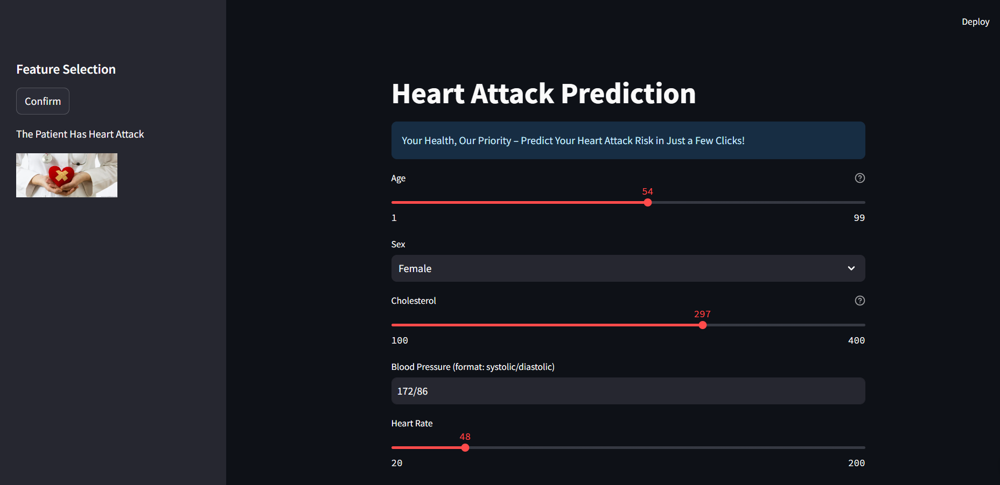 Deploy
Feature Selection
Confirm
The Patient Has Heart Attack
Heart Attack Prediction
Your Health, Our Priority – Predict Your Heart Attack Risk in Just a Few Clicks!
Age
54
1 99
Sex
Female
Cholesterol
297
100 400
Blood Pressure (format: systolic/diastolic)
172/86
Heart Rate
48
20 200